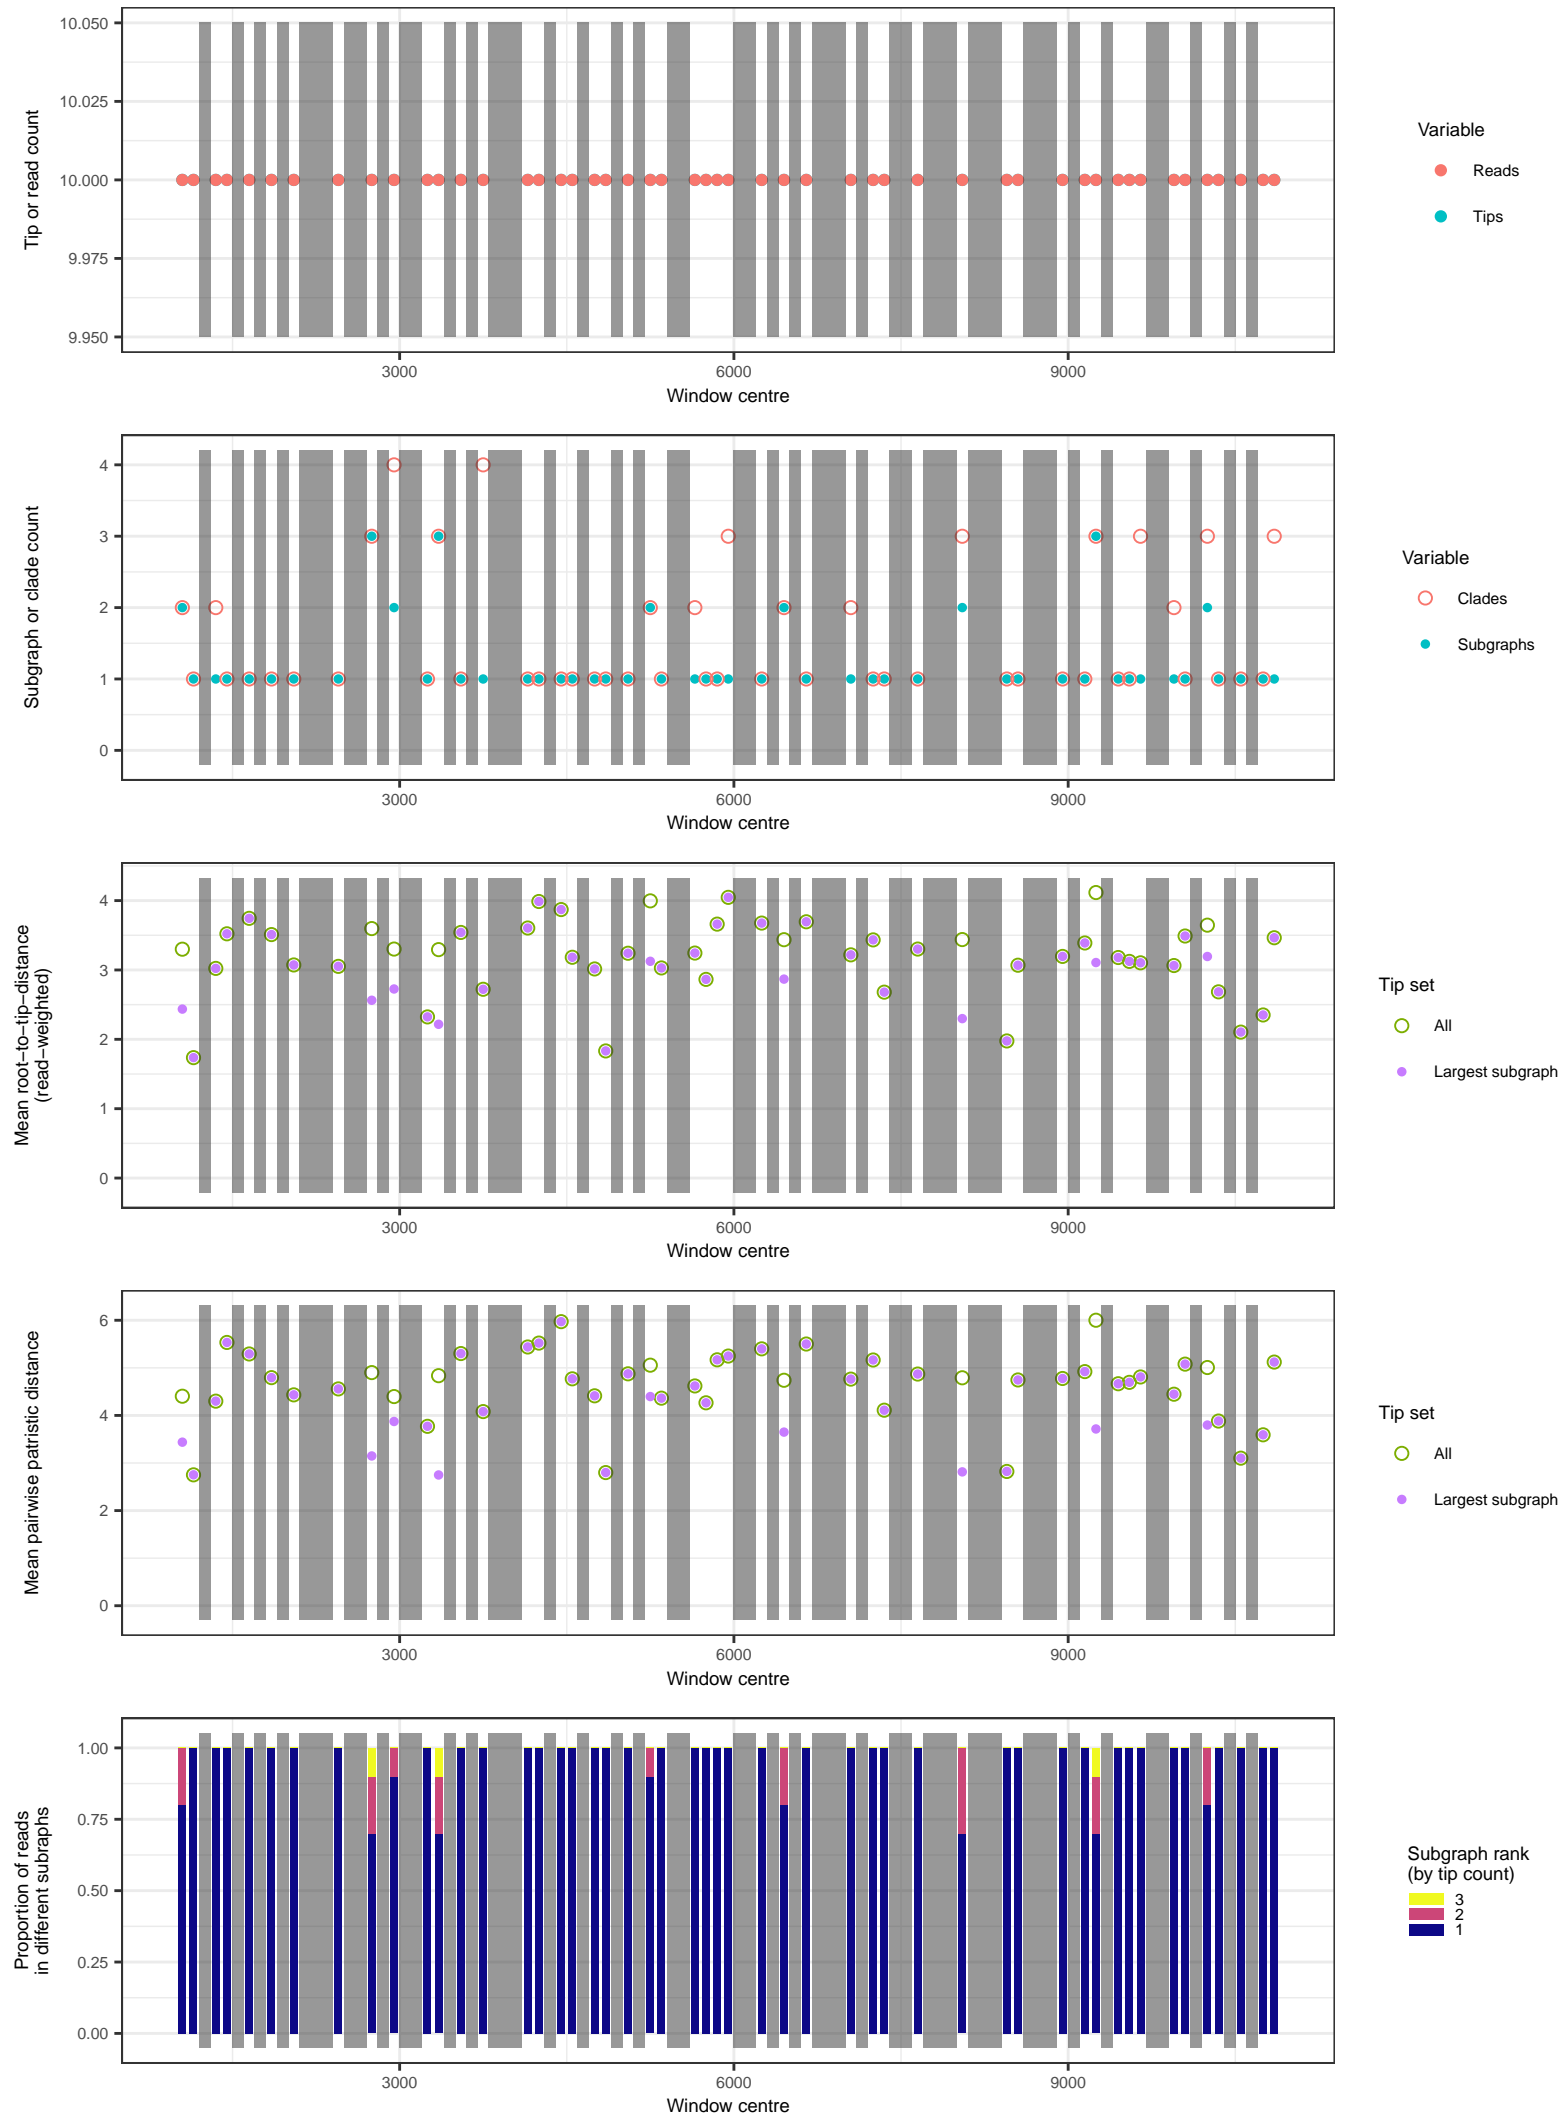 10.050
10.025
10.000
9.975
9.950
Tip or read count
3000
6000
9000
Window centre
Variable
Reads
Tips
4
3
2
1
0
Subgraph or clade count
3000
6000
9000
Window centre
Variable
Clades
Subgraphs
4
3
2
1
0
Mean root−to−tip−distance
(read−weighted)
3000
6000
9000
Window centre
Tip set
All
Largest subgraph
6
4
2
0
Mean pairwise patristic distance
3000
6000
9000
Window centre
Tip set
All
Largest subgraph
1.00
0.75
0.50
0.25
0.00
Proportion of reads
in different subraphs
3000
6000
9000
Window centre
Subgraph rank
(by tip count)
3
2
1